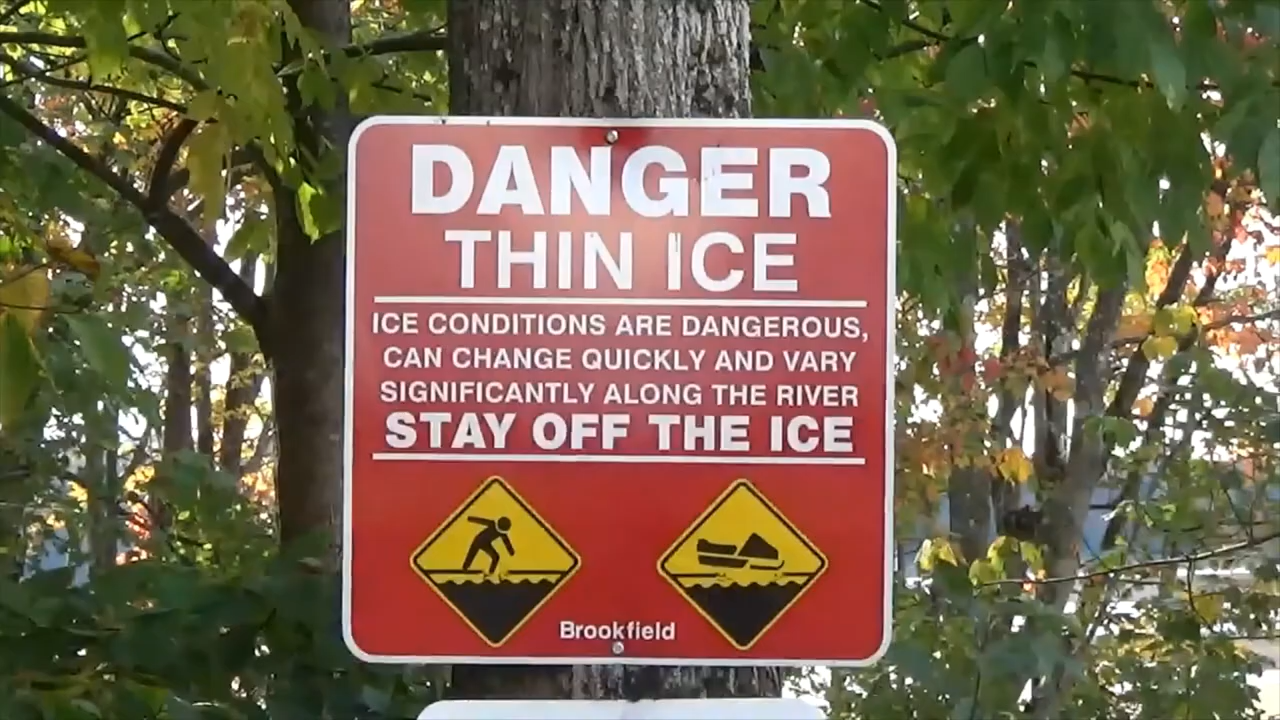 DANGER
THIN ICE
ICE CONDITIONS ARE DANGEROUS,
CAN CHANGE QUICKLY AND VARY
SIGNIFICANTLY ALONG THE RIVER
STAY OFF THE ICE
Brookfield